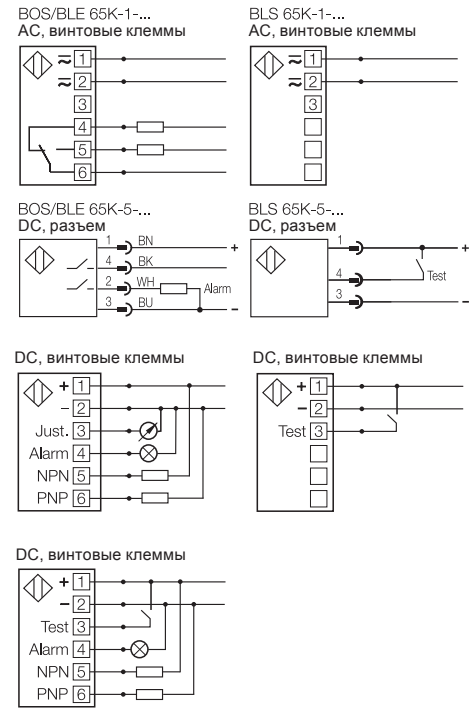 BOS/BLE 65K-1-...
AC, винтовые клеммы
1
2
3
4
5
6
BLS 65K-1-...
AC, винтовые клеммы
1
2
3
BOS/BLE 65K-5-...
DC, разъем
1 BN +
4 BK
2 WH Alarm
3 BU –
BLS 65K-5-...
DC, разъем
1 +
4 Test
3 –
DC, винтовые клеммы
+ 1
– 2
Just. 3
Alarm 4
NPN 5
PNP 6
DC, винтовые клеммы
+ 1
– 2
Test 3
DC, винтовые клеммы
+ 1
– 2
Test 3
Alarm 4
NPN 5
PNP 6